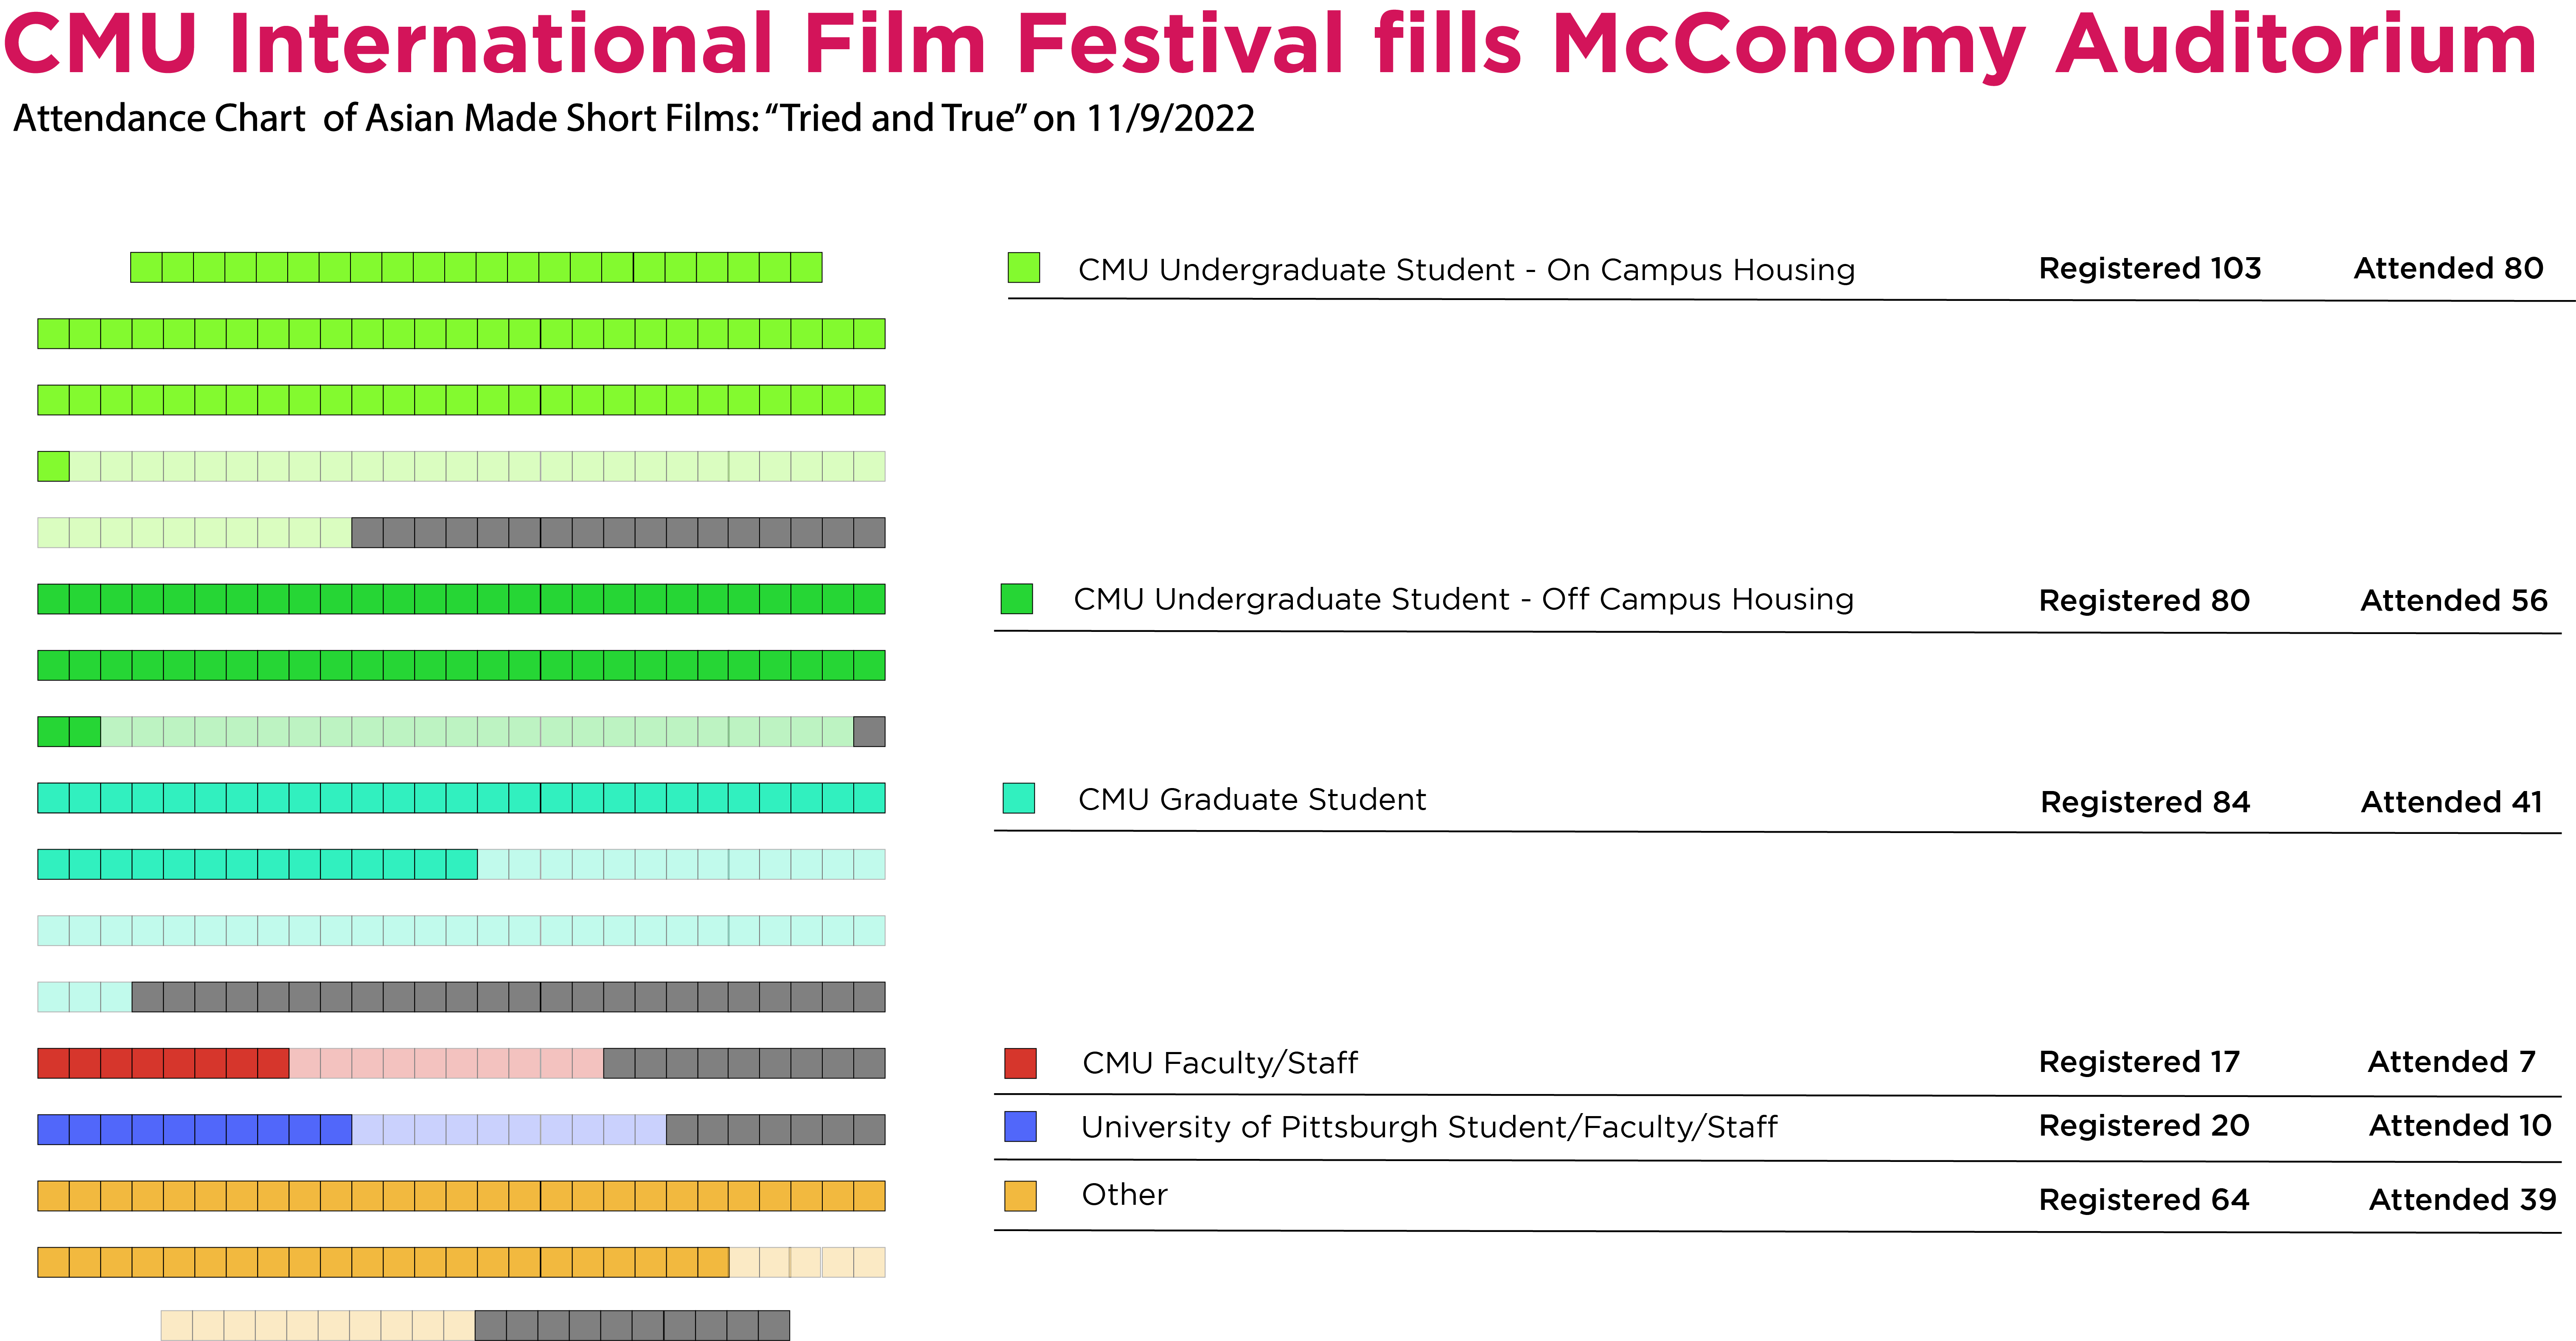 CMU International Film Festival fills McConomy Auditorium
Attendance Chart of Asian Made Short Films: “Tried and True” on 11/9/2022
CMU Undergraduate Student - On Campus Housing Registered 103 Attended 80
CMU Undergraduate Student - Off Campus Housing Registered 80 Attended 56
CMU Graduate Student Registered 84 Attended 41
CMU Faculty/Staff Registered 17 Attended 7
University of Pittsburgh Student/Faculty/Staff Registered 20 Attended 10
Other Registered 64 Attended 39